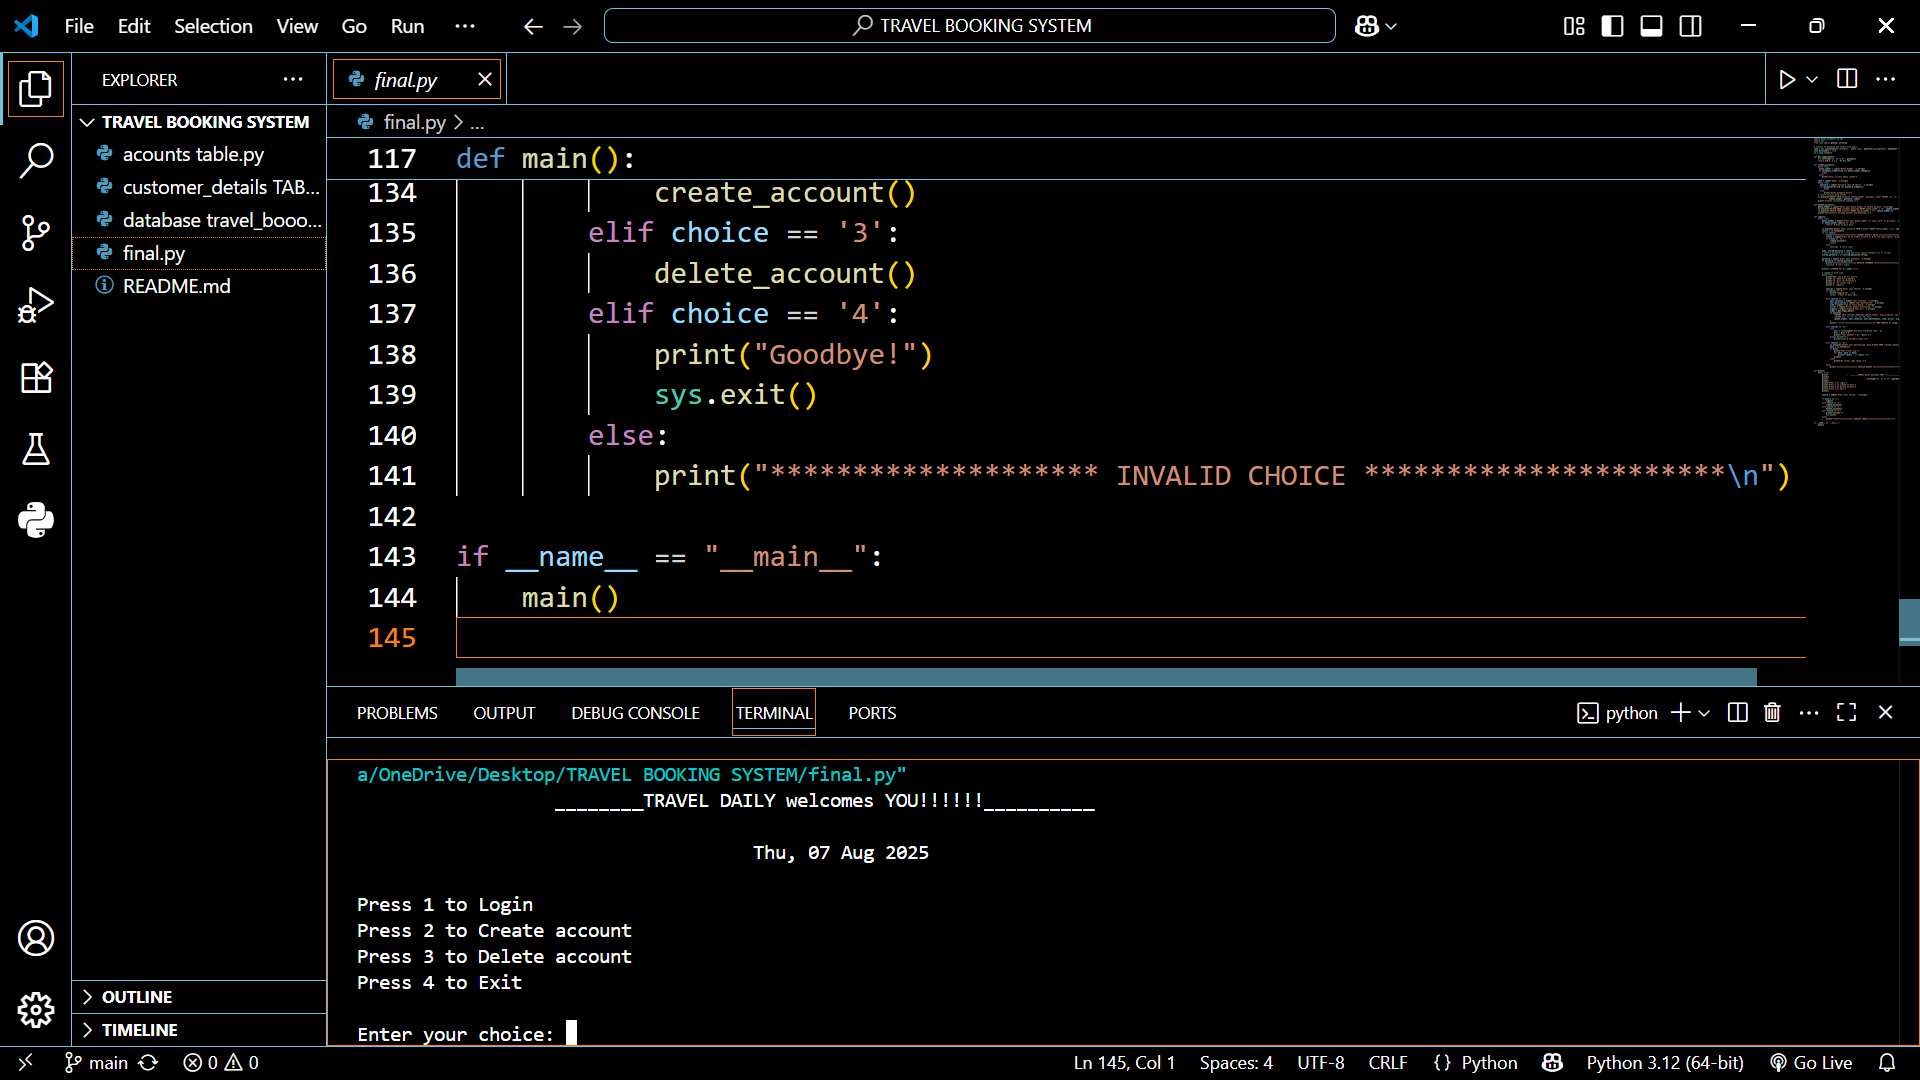 File Edit Selection View Go Run ...
TRAVEL BOOKING SYSTEM
EXPLORER
TRAVEL BOOKING SYSTEM
acounts table.py
customer_details TAB...
database travel_booo...
final.py
README.md
OUTLINE
TIMELINE
final.py
final.py > ...
117 def main():
134 create_account()
135 elif choice == '3':
136 delete_account()
137 elif choice == '4':
138 print("Goodbye!")
139 sys.exit()
140 else:
141 print("******************** INVALID CHOICE **********************\n")
142
143 if __name__ == "__main__":
144 main()
145
PROBLEMS OUTPUT DEBUG CONSOLE TERMINAL PORTS
python
a/OneDrive/Desktop/TRAVEL BOOKING SYSTEM/final.py"
________TRAVEL DAILY welcomes YOU!!!!!!__________
Thu, 07 Aug 2025
Press 1 to Login
Press 2 to Create account
Press 3 to Delete account
Press 4 to Exit
Enter your choice:
main 0 0 Ln 145, Col 1 Spaces: 4 UTF-8 CRLF {} Python Python 3.12 (64-bit) Go Live